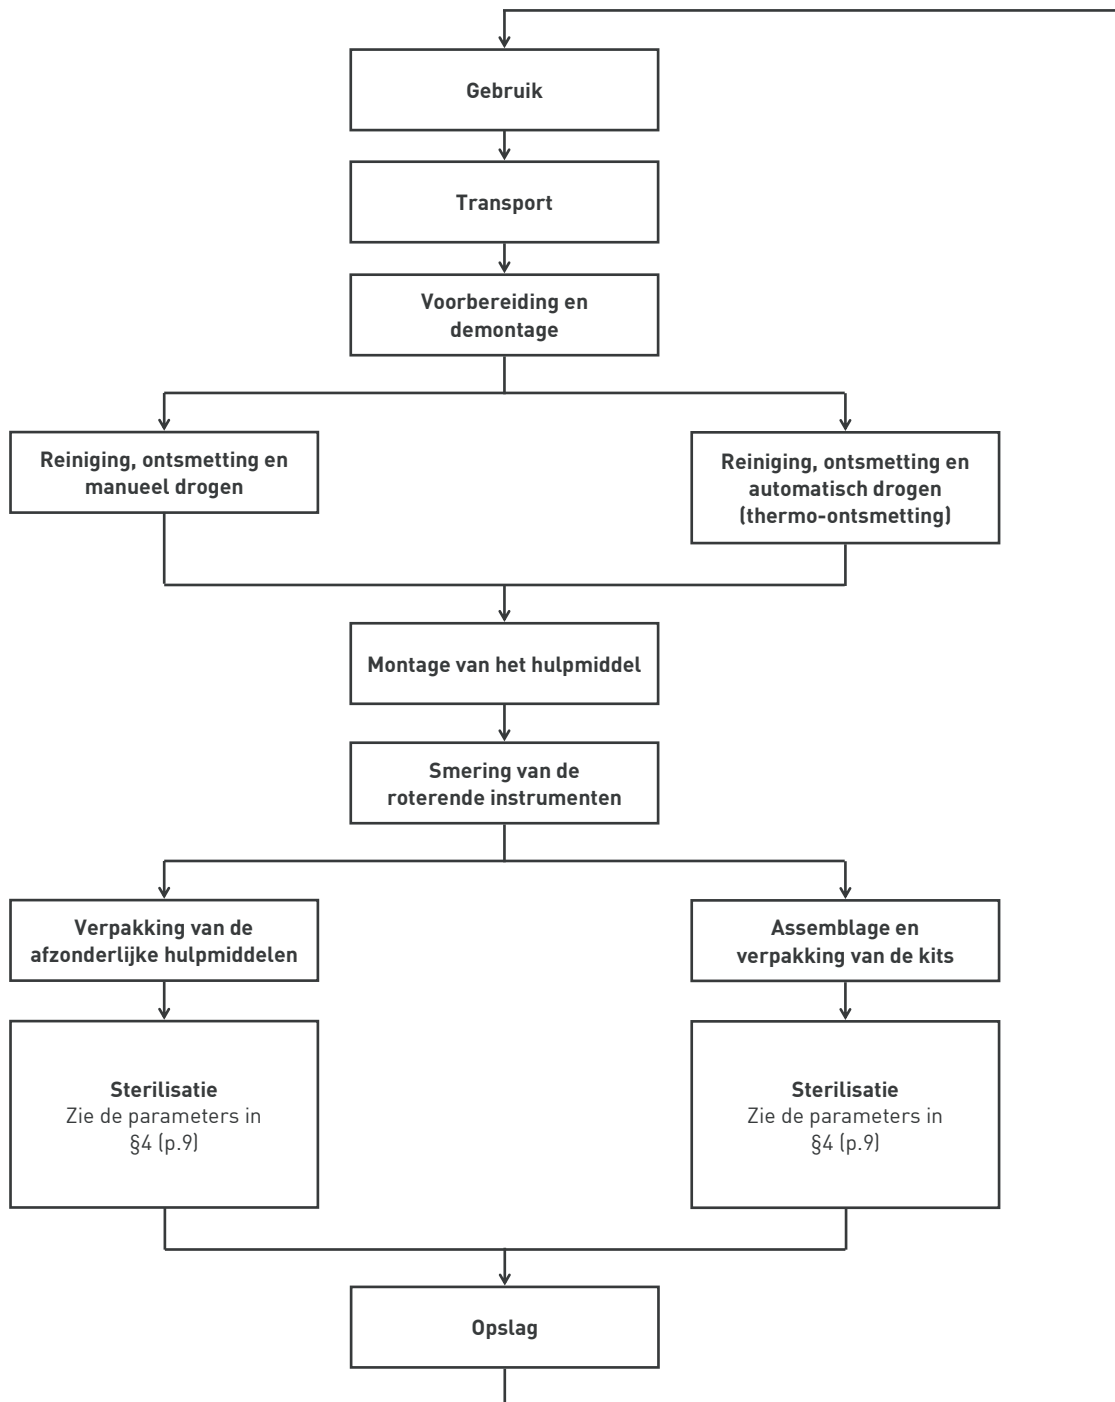 Gebruik
Transport
Voorbereiding en
demontage
Reiniging, ontsmetting en
manueel drogen
Reiniging, ontsmetting en
automatisch drogen
(thermo-ontsmetting)
Montage van het hulpmiddel
Smering van de
roterende instrumenten
Verpakking van de
afzonderlijke hulpmiddelen
Assemblage en
verpakking van de kits
Sterilisatie
Zie de parameters in
§4 (p.9)
Sterilisatie
Zie de parameters in
§4 (p.9)
Opslag